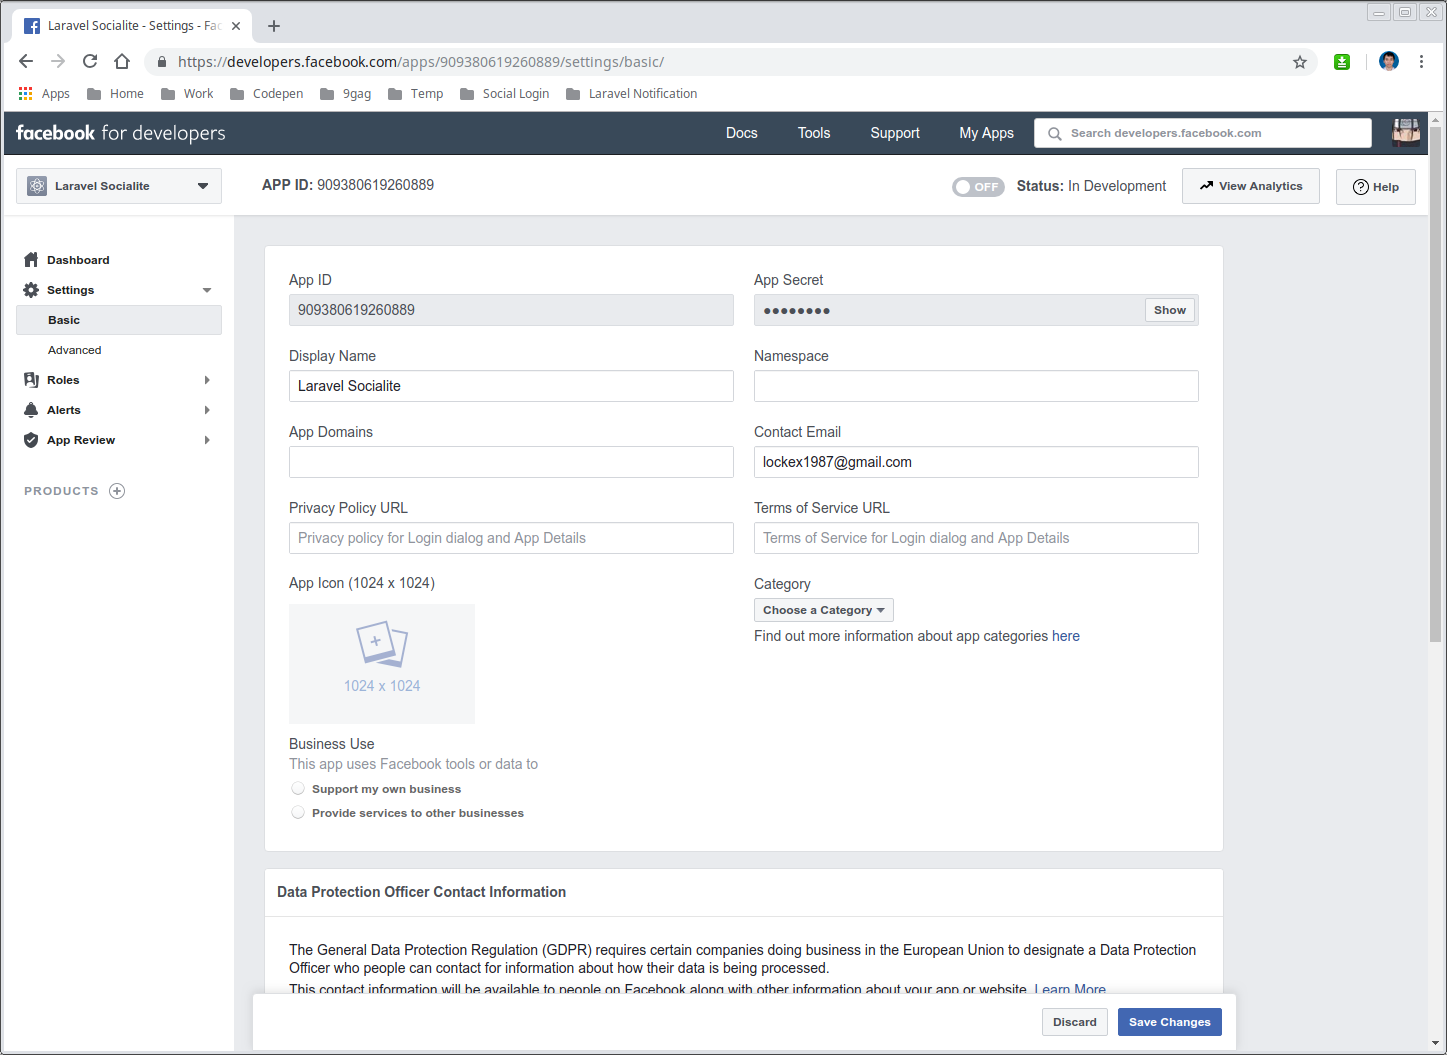 Laravel Socialite - Settings - Fac
https://developers.facebook.com/apps/909380619260889/settings/basic/
Apps Home Work Codepen 9gag Temp Social Login Laravel Notification
facebook for developers Docs Tools Support My Apps Search developers.facebook.com
Laravel Socialite APP ID: 909380619260889 OFF Status: In Development View Analytics ? Help
Dashboard
Settings
Basic
Advanced
Roles
Alerts
App Review
PRODUCTS
App ID App Secret
909380619260889 ●●●●●●●● Show
Display Name Namespace
Laravel Socialite
App Domains Contact Email
lockex1987@gmail.com
Privacy Policy URL Terms of Service URL
Privacy policy for Login dialog and App Details Terms of Service for Login dialog and App Details
App Icon (1024 x 1024) Category
Choose a Category
Find out more information about app categories here
1024 x 1024
Business Use
This app uses Facebook tools or data to
Support my own business
Provide services to other businesses
Data Protection Officer Contact Information
The General Data Protection Regulation (GDPR) requires certain companies doing business in the European Union to designate a Data Protection
Officer who people can contact for information about how their data is being processed.
This contact information will be available to people on Facebook along with other information about your app or website. Learn More
Discard Save Changes